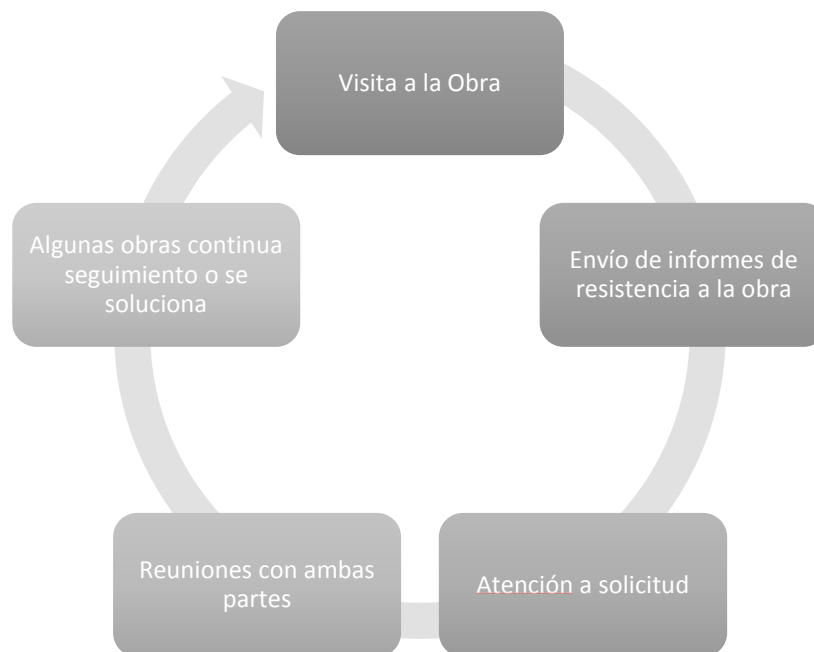 Visita a la Obra
Envío de informes de
resistencia a la obra
Atención a solicitud
Reuniones con ambas
partes
Algunas obras continua
seguimiento o se
soluciona